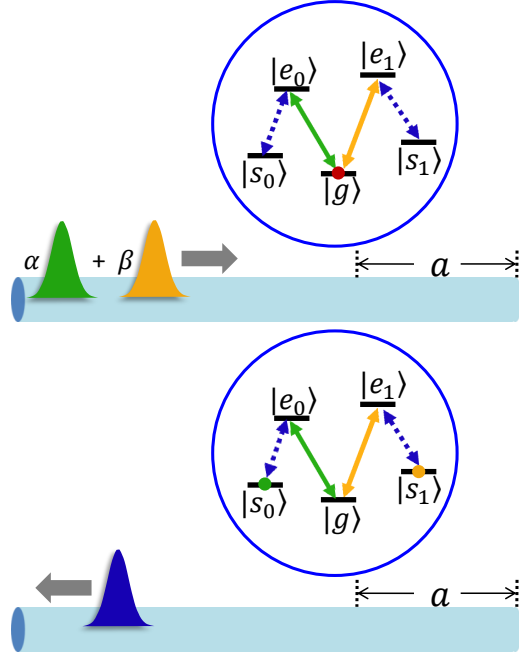 |e₀⟩ |e₁⟩
|s₀⟩ |s₁⟩
|g⟩
α + β
a
|e₀⟩ |e₁⟩
|s₀⟩ |s₁⟩
|g⟩
a